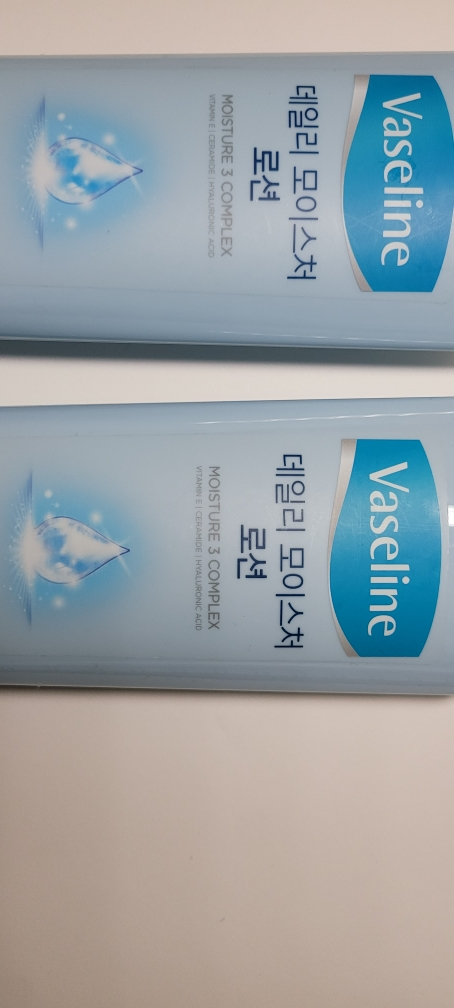 Vaseline
데일리 모이스처
로션
MOISTURE 3 COMPLEX
VITAMIN E | CERAMIDE | HYALURONIC ACID
Vaseline
데일리 모이스처
로션
MOISTURE 3 COMPLEX
VITAMIN E | CERAMIDE | HYALURONIC ACID